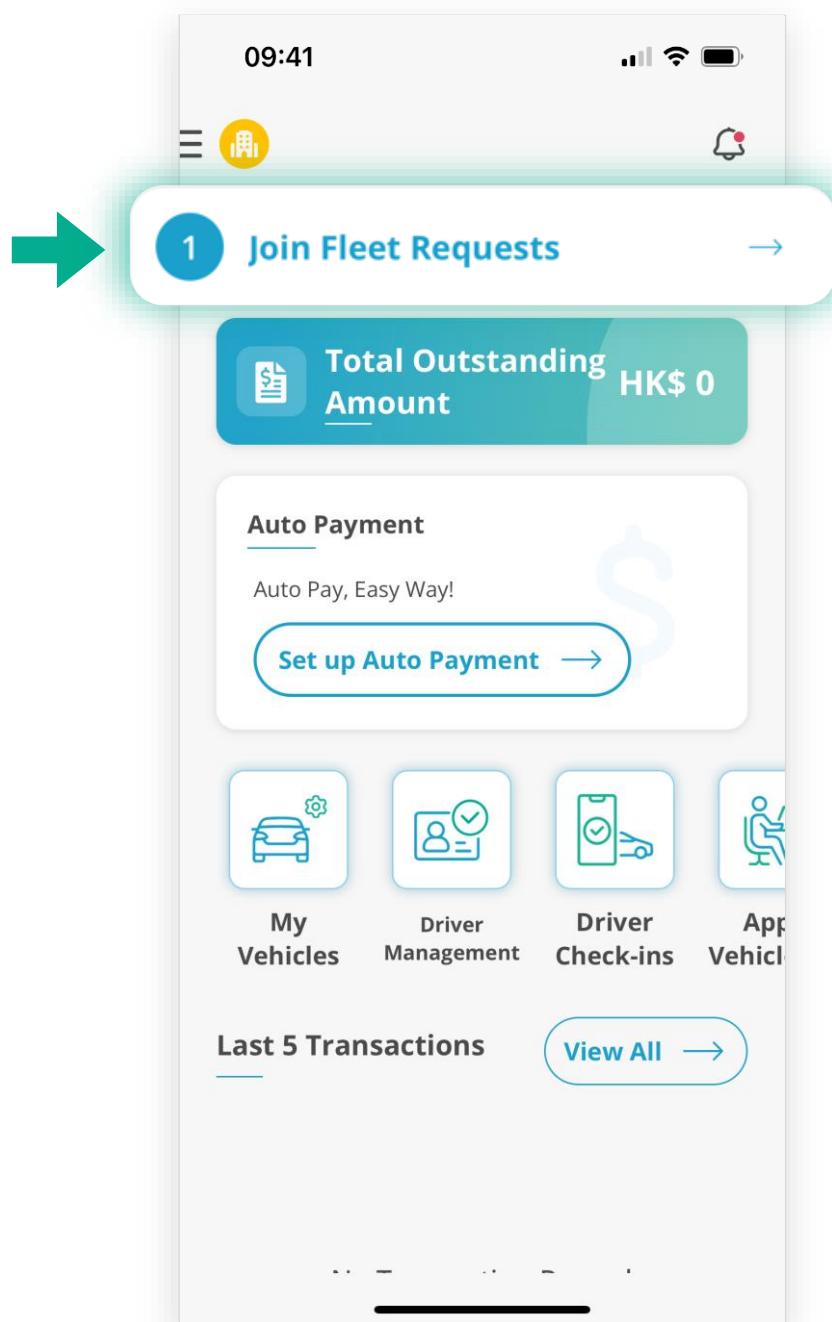 09:41
1 Join Fleet Requests
Total Outstanding
Amount
HK$ 0
Auto Payment
Auto Pay, Easy Way!
Set up Auto Payment
My
Vehicles
Driver
Management
Driver
Check-ins
Last 5 Transactions
View All